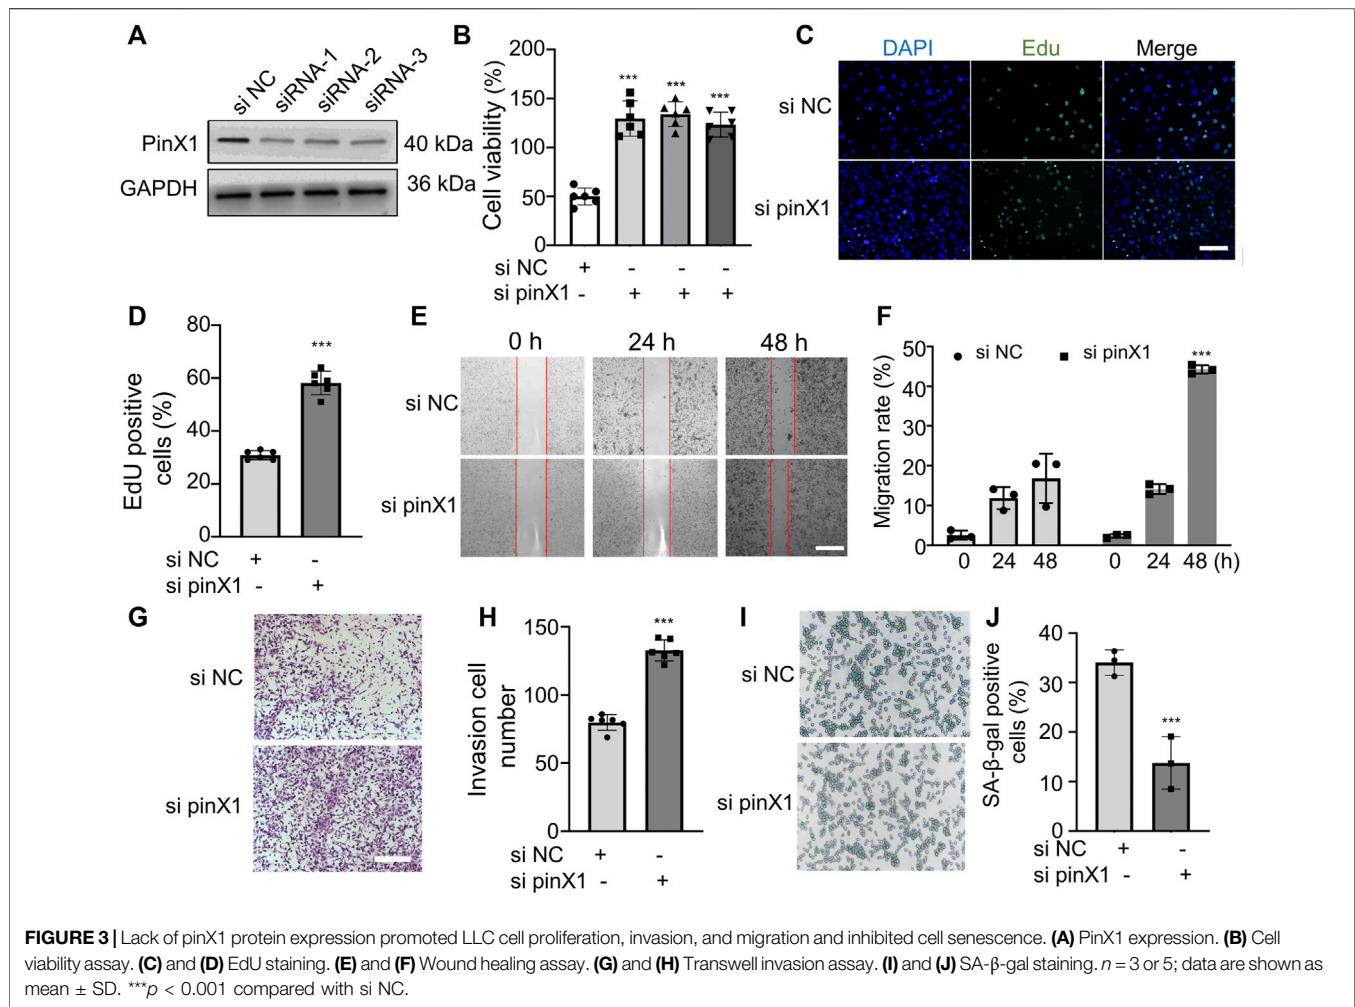 A
si NC siRNA-1 siRNA-2 siRNA-3
PinX1 40 kDa
GAPDH 36 kDa
B
Cell viability (%)
200
150
100
50
0
*** *** ***
si NC + - - -
si pinX1 - + + +
C
DAPI Edu Merge
si NC
si pinX1
D
EdU positive
cells (%)
80
60
40
20
0
***
si NC + -
si pinX1 - +
E
0 h 24 h 48 h
si NC
si pinX1
F
Migration rate (%)
50
40
30
20
10
0
si NC si pinX1
***
0 24 48 0 24 48 (h)
G
si NC
si pinX1
H
Invasion cell
number
150
100
50
0
***
si NC + -
si pinX1 - +
I
si NC
si pinX1
J
SA-β-gal positive
cells (%)
40
30
20
10
0
***
si NC + -
si pinX1 - +
FIGURE 3 | Lack of pinX1 protein expression promoted LLC cell proliferation, invasion, and migration and inhibited cell senescence. (A) PinX1 expression. (B) Cell
viability assay. (C) and (D) EdU staining. (E) and (F) Wound healing assay. (G) and (H) Transwell invasion assay. (I) and (J) SA-β-gal staining. n = 3 or 5; data are shown as
mean ± SD. ***p < 0.001 compared with si NC.